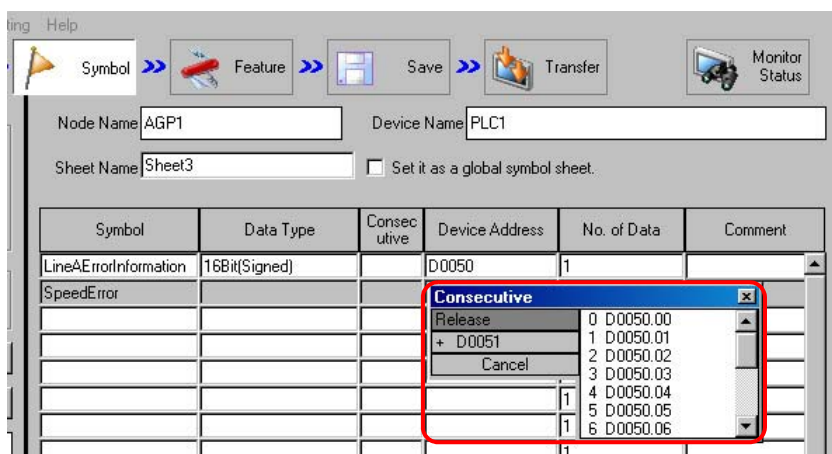 ting Help
Symbol Feature Save Transfer Monitor Status
Node Name AGP1 Device Name PLC1
Sheet Name Sheet3 Set it as a global symbol sheet.
Symbol Data Type Consecutive Device Address No. of Data Comment
LineAErrorInformation 16Bit(Signed) D0050 1
SpeedError
Consecutive
Release 0 D0050.00
+ D0051 1 D0050.01
Cancel 2 D0050.02
3 D0050.03
1 4 D0050.04
1 5 D0050.05
6 D0050.06
1